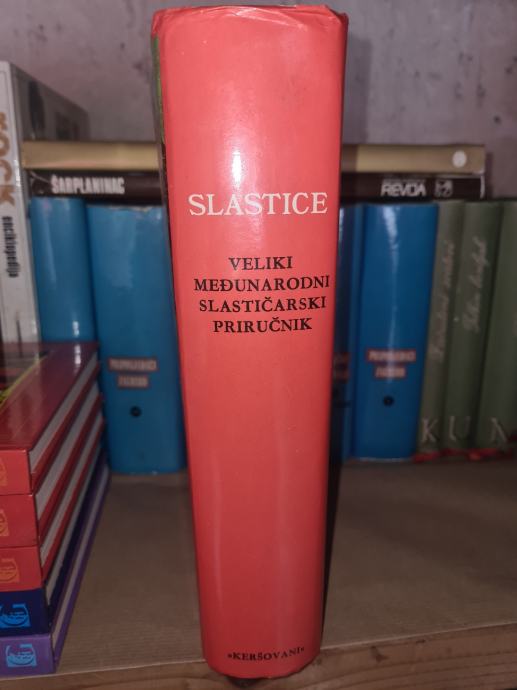 SLASTICE
VELIKI
MEĐUNARODNI
SLASTIČARSKI
PRIRUČNIK
»KERŠOVANI«
ŠARPLANINAC
REVIJA
ROCK
enciklopedija
K
U
N